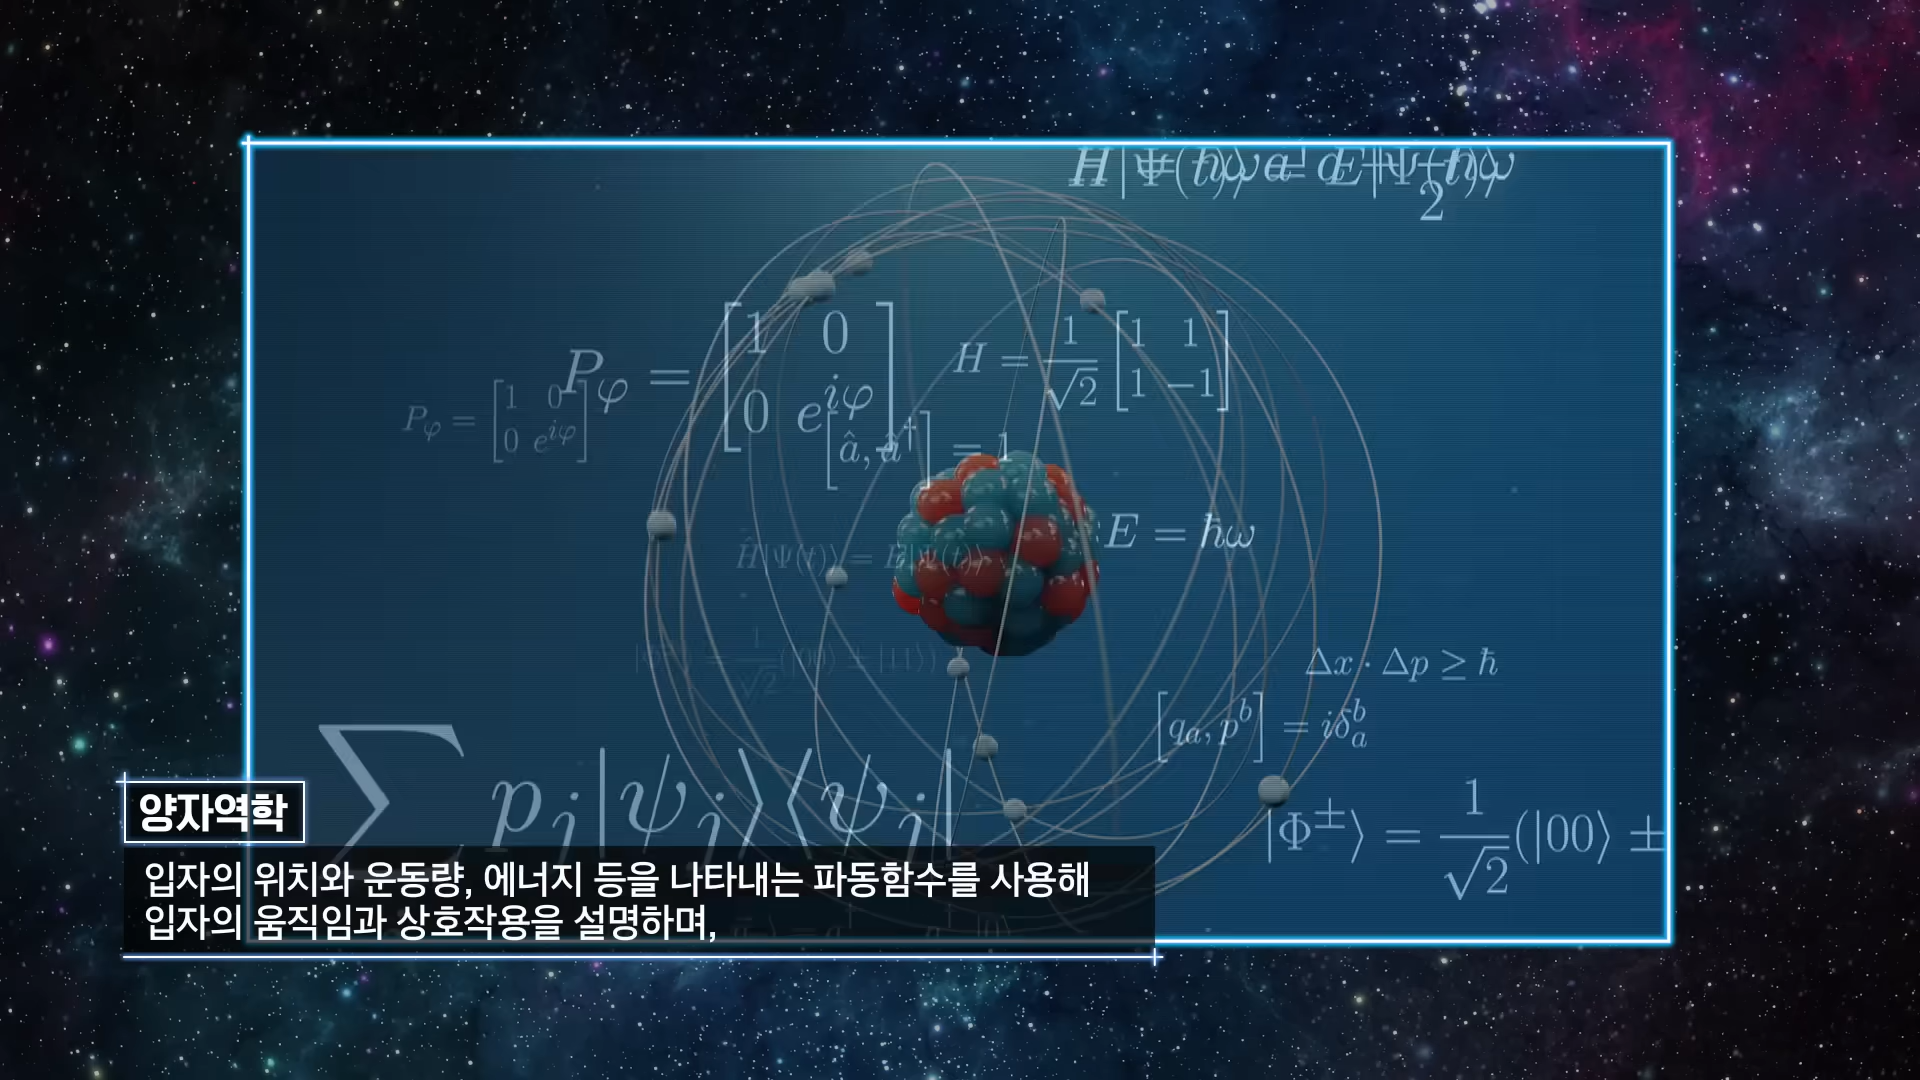 P_φ = [1 0
0 e^{iφ}]
P_φ = [1 0
0 e^{iφ}]
H = 1/√2 [1 1
1 −1]
[â, â†] = 1
Ĥ|Ψ(t)⟩ = E|Ψ(t)⟩
E = ħω
Δx · Δp ≥ ħ
[q_a, p^b] = iδ_a^b
∑ p_j|ψ_j⟩⟨ψ_j|
|Φ^±⟩ = 1/√2 (|00⟩ ±
양자역학
입자의 위치와 운동량, 에너지 등을 나타내는 파동함수를 사용해
입자의 움직임과 상호작용을 설명하며,